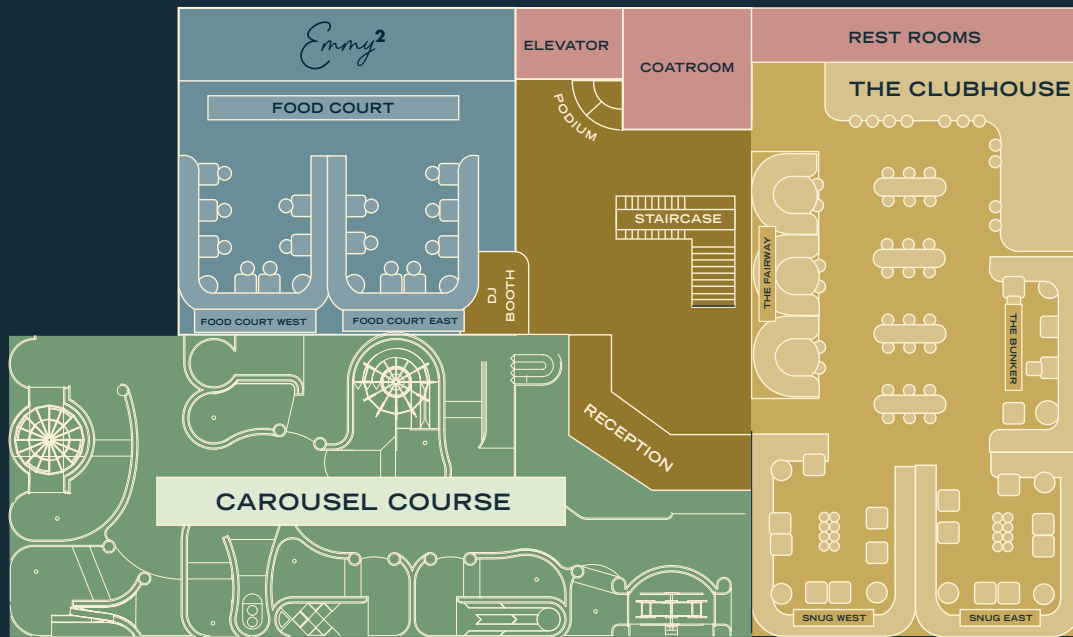 Emmy²
ELEVATOR
COATROOM
REST ROOMS
THE CLUBHOUSE
FOOD COURT
PODIUM
STAIRCASE
THE FAIRWAY
DJ
BOOTH
THE BUNKER
FOOD COURT WEST
FOOD COURT EAST
RECEPTION
CAROUSEL COURSE
SNUG WEST
SNUG EAST